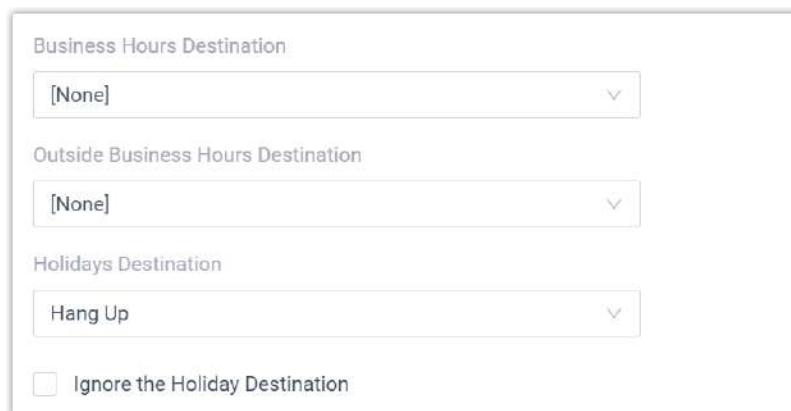 Business Hours Destination
[None]
Outside Business Hours Destination
[None]
Holidays Destination
Hang Up
Ignore the Holiday Destination